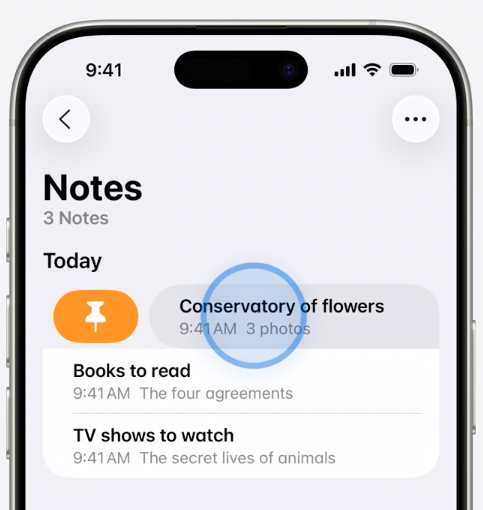 9:41
Notes
3 Notes
Today
Conservatory of flowers
9:41 AM 3 photos
Books to read
9:41 AM The four agreements
TV shows to watch
9:41 AM The secret lives of animals